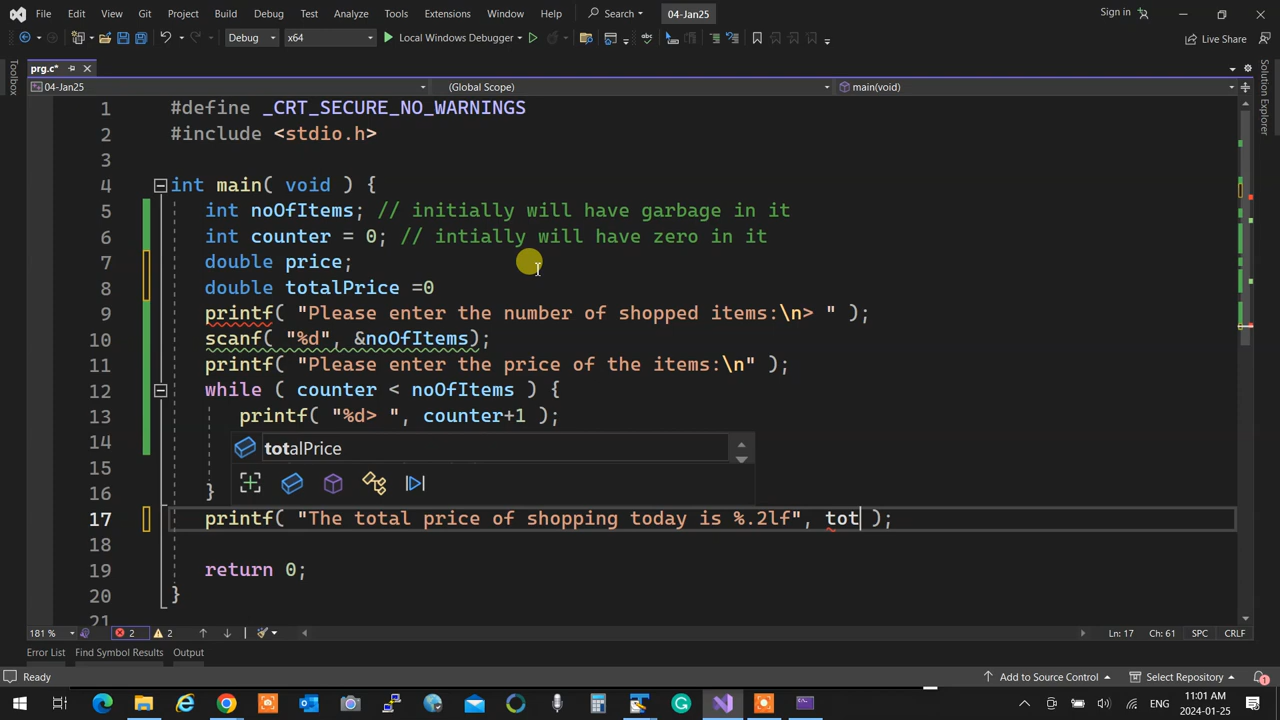 File Edit View Git Project Build Debug Test Analyze Tools Extensions Window Help Search 04-Jan25 Sign in
Debug x64 Local Windows Debugger Live Share
prg.c*
04-Jan25 (Global Scope) main(void)
Toolbox
Solution Explorer
1 #define _CRT_SECURE_NO_WARNINGS
2 #include <stdio.h>
3
4 int main( void ) {
5 int noOfItems; // initially will have garbage in it
6 int counter = 0; // intially will have zero in it
7 double price;
8 double totalPrice =0
9 printf( "Please enter the number of shopped items:\n> " );
10 scanf( "%d", &noOfItems);
11 printf( "Please enter the price of the items:\n" );
12 while ( counter < noOfItems ) {
13 printf( "%d> ", counter+1 );
14
totalPrice
15
16 }
17 printf( "The total price of shopping today is %.2lf", tot );
18
19 return 0;
20 }
21
181 % 2 2 Ln: 17 Ch: 61 SPC CRLF
Error List Find Symbol Results Output
Ready Add to Source Control Select Repository 1
ENG 11:01 AM 2024-01-25